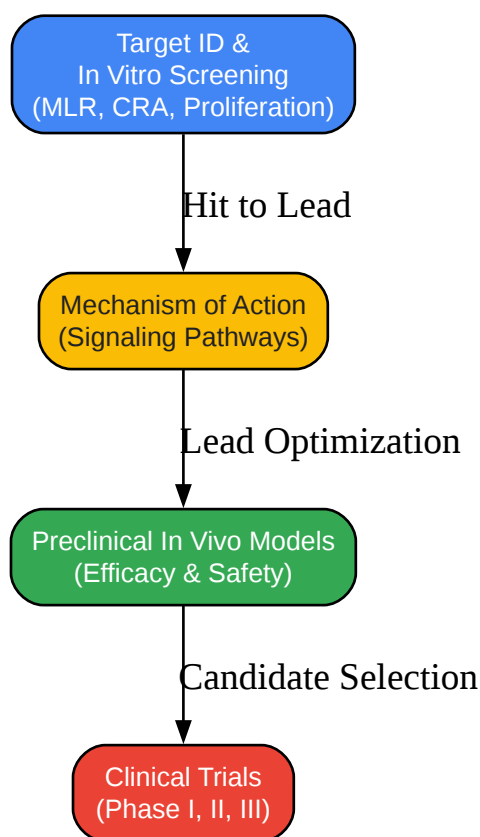 Target ID &
In Vitro Screening
(MLR, CRA, Proliferation)
Hit to Lead
Mechanism of Action
(Signaling Pathways)
Lead Optimization
Preclinical In Vivo Models
(Efficacy & Safety)
Candidate Selection
Clinical Trials
(Phase I, II, III)